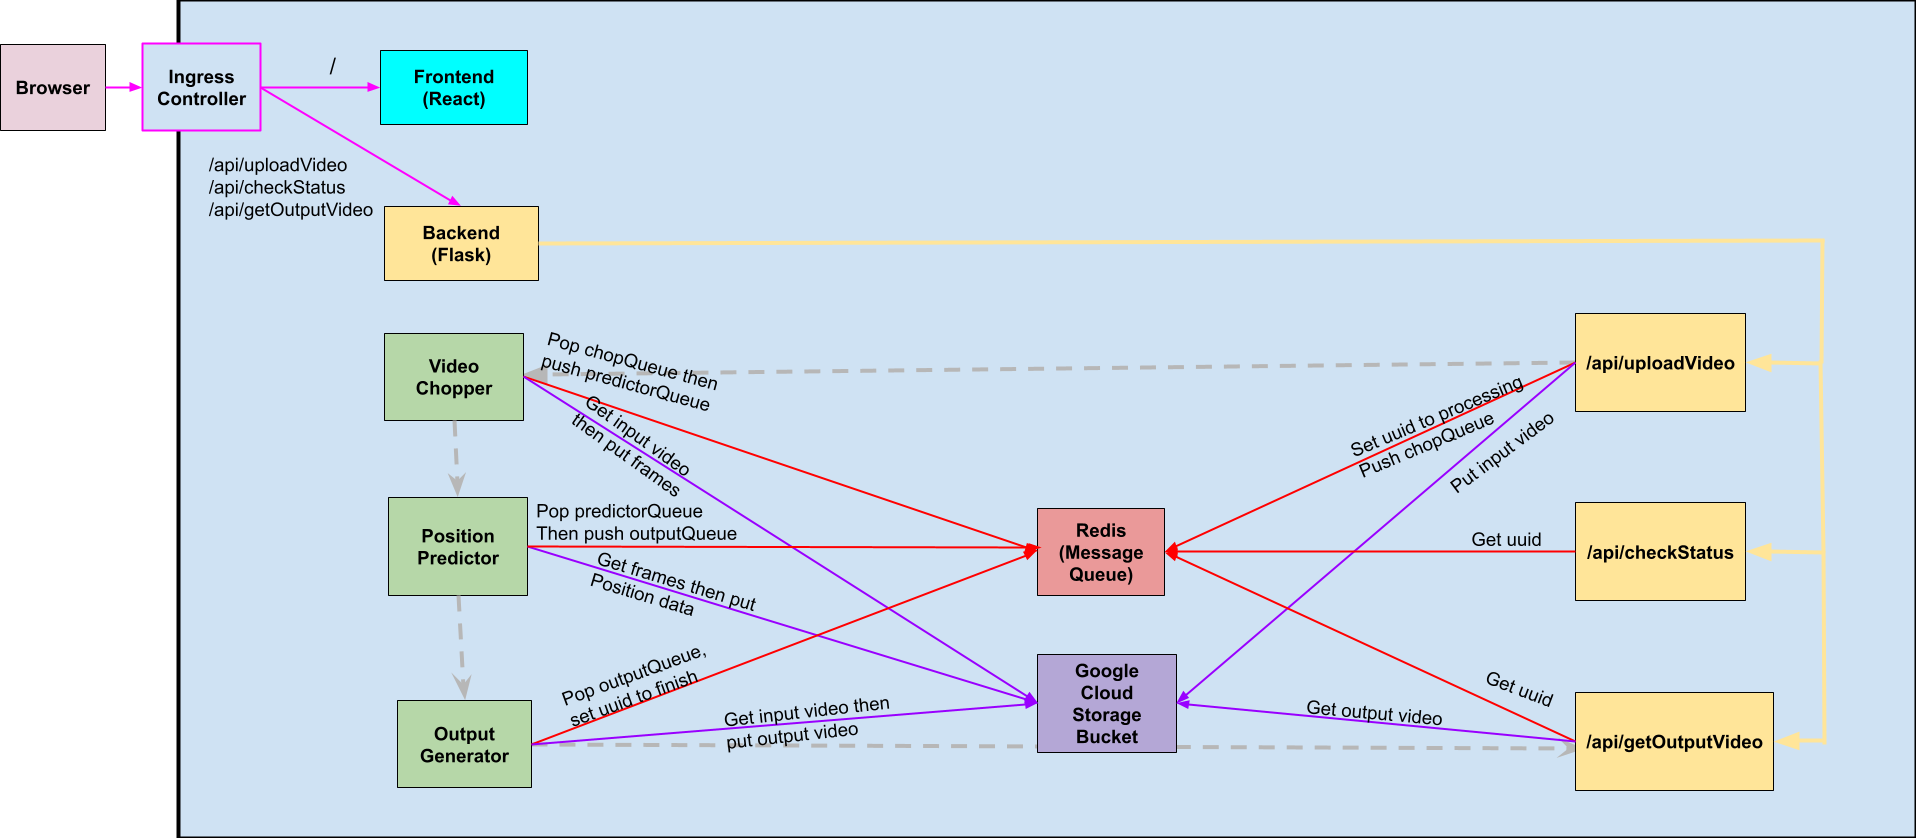 Browser
Ingress
Controller
/
Frontend
(React)
/api/uploadVideo
/api/checkStatus
/api/getOutputVideo
Backend
(Flask)
Video
Chopper
Pop chopQueue then
push predictorQueue
Get input video
then put frames
Set uuid to processing
Push chopQueue
Put input video
/api/uploadVideo
Position
Predictor
Pop predictorQueue
Then push outputQueue
Get frames then put
Position data
Redis
(Message
Queue)
Get uuid
/api/checkStatus
Output
Generator
Pop outputQueue,
set uuid to finish
Get input video then
put output video
Google
Cloud
Storage
Bucket
Get output video
Get uuid
/api/getOutputVideo